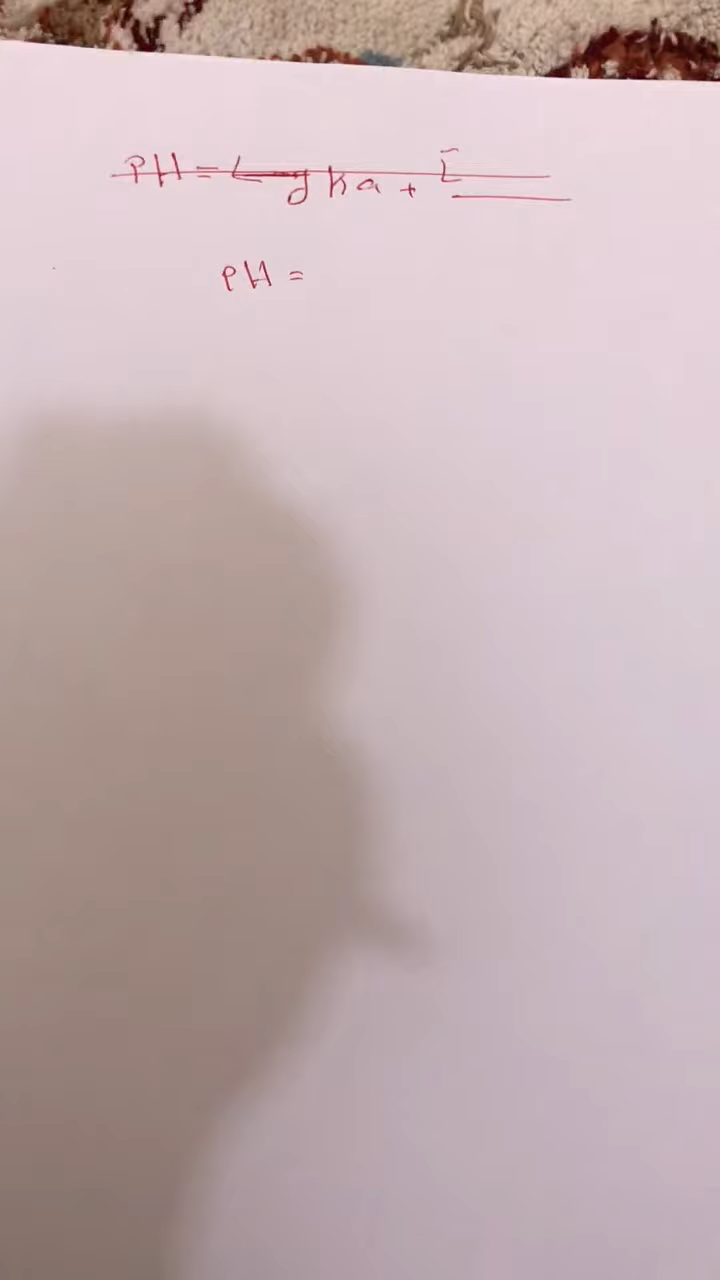 PH = Log Ka + [
PH =